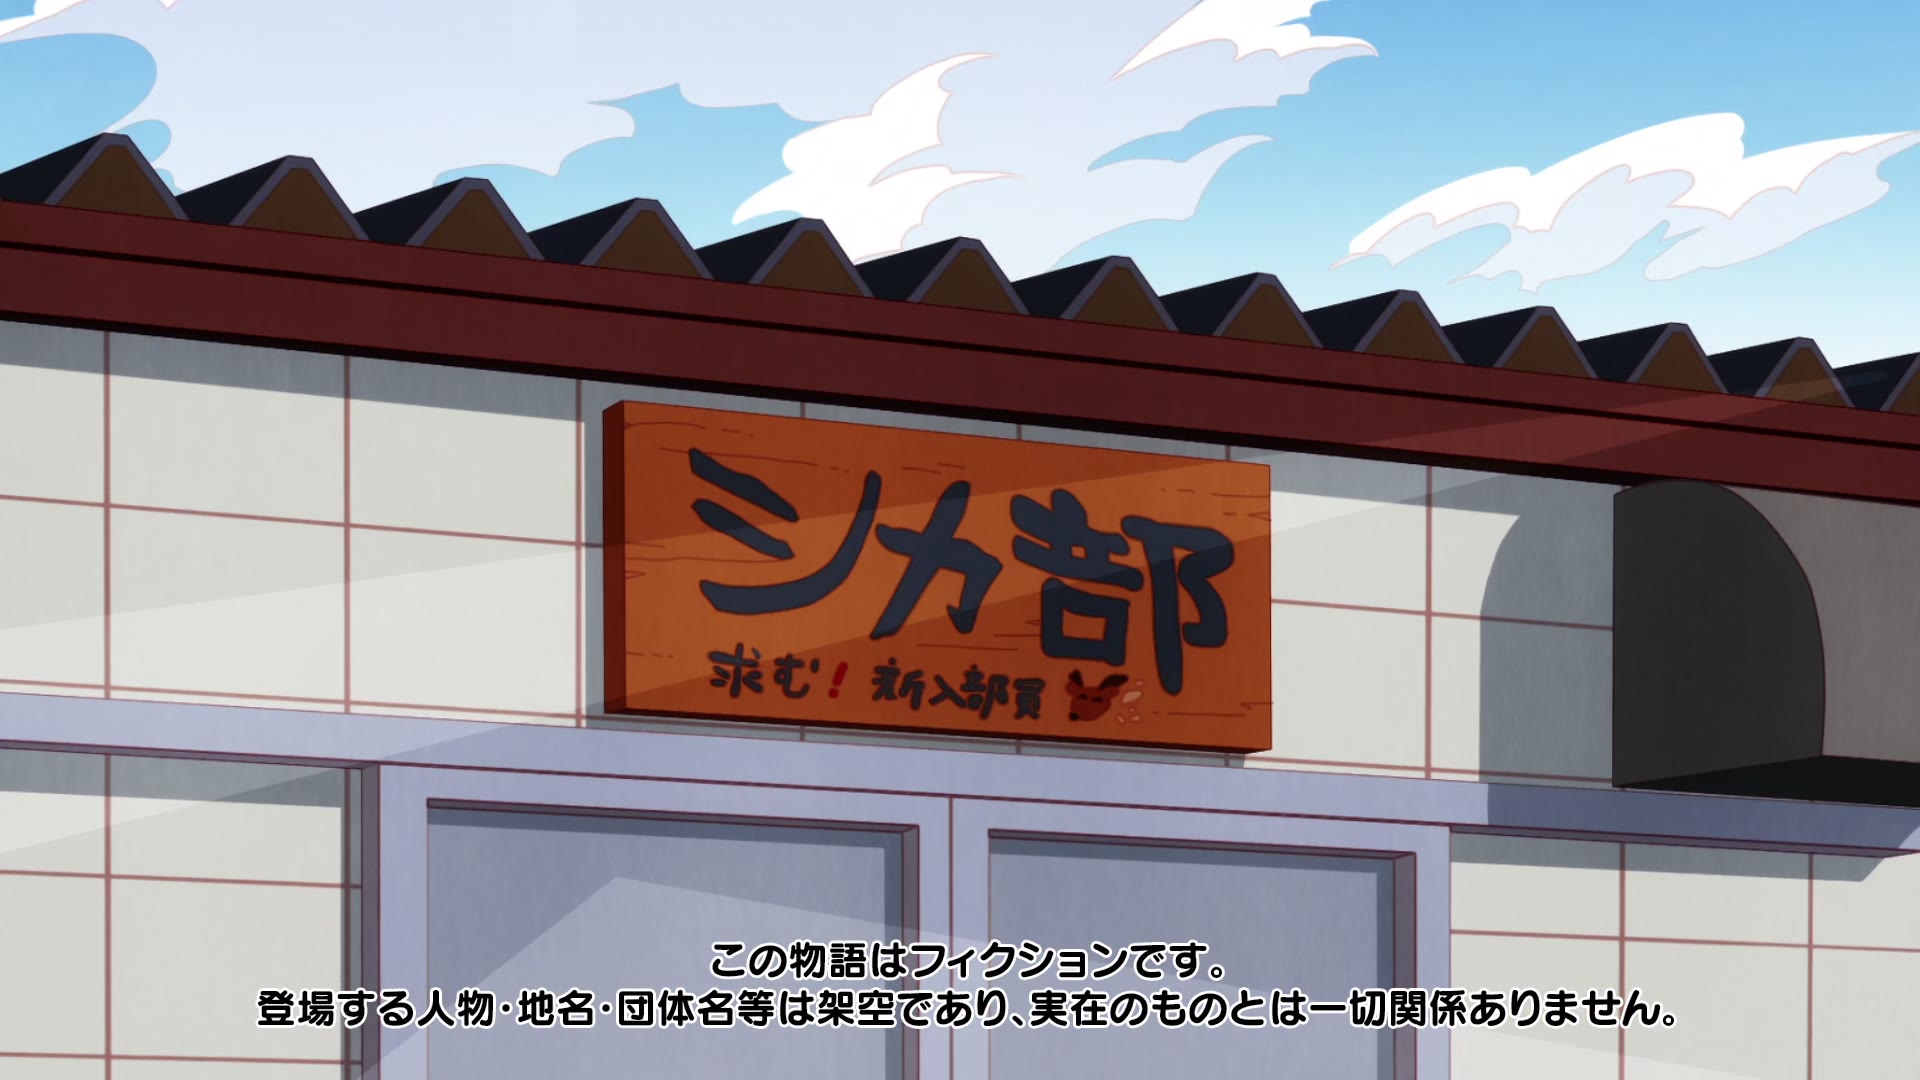 シカ部
求む! 新入部員
この物語はフィクションです。
登場する人物・地名・団体名等は架空であり、実在のものとは一切関係ありません。